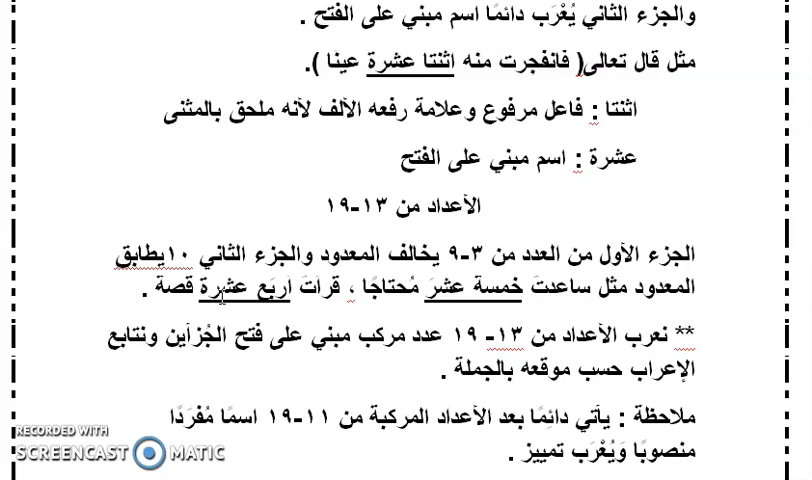 والجزء الثاني يُعْرَب دائمًا اسم مبني على الفتح .
مثل قال تعالى( فانفجرت منه اثنتا عشرة عينا ).
اثنتا : فاعل مرفوع وعلامة رفعه الألف لأنه ملحق بالمثنى
عشرة : اسم مبني على الفتح
الأعداد من ١٣-١٩
الجزء الأول من العدد من ٣-٩ يخالف المعدود والجزء الثاني ١٠يطابق
المعدود مثل ساعدتَ خمسة عشرَ مُحتاجًا ، قرأتَ أربَع عشرة قصة .
** نعرب الأعداد من ١٣- ١٩ عدد مركب مبني على فتح الجُزأين ونتابع
الإعراب حسب موقعه بالجملة .
ملاحظة : يأتي دائِمًا بعد الأعداد المركبة من ١١-١٩ اسمًا مُفْرَدًا
منصوبًا وَيُعْرَب تمييز .
RECORDED WITH
SCREENCAST MATIC